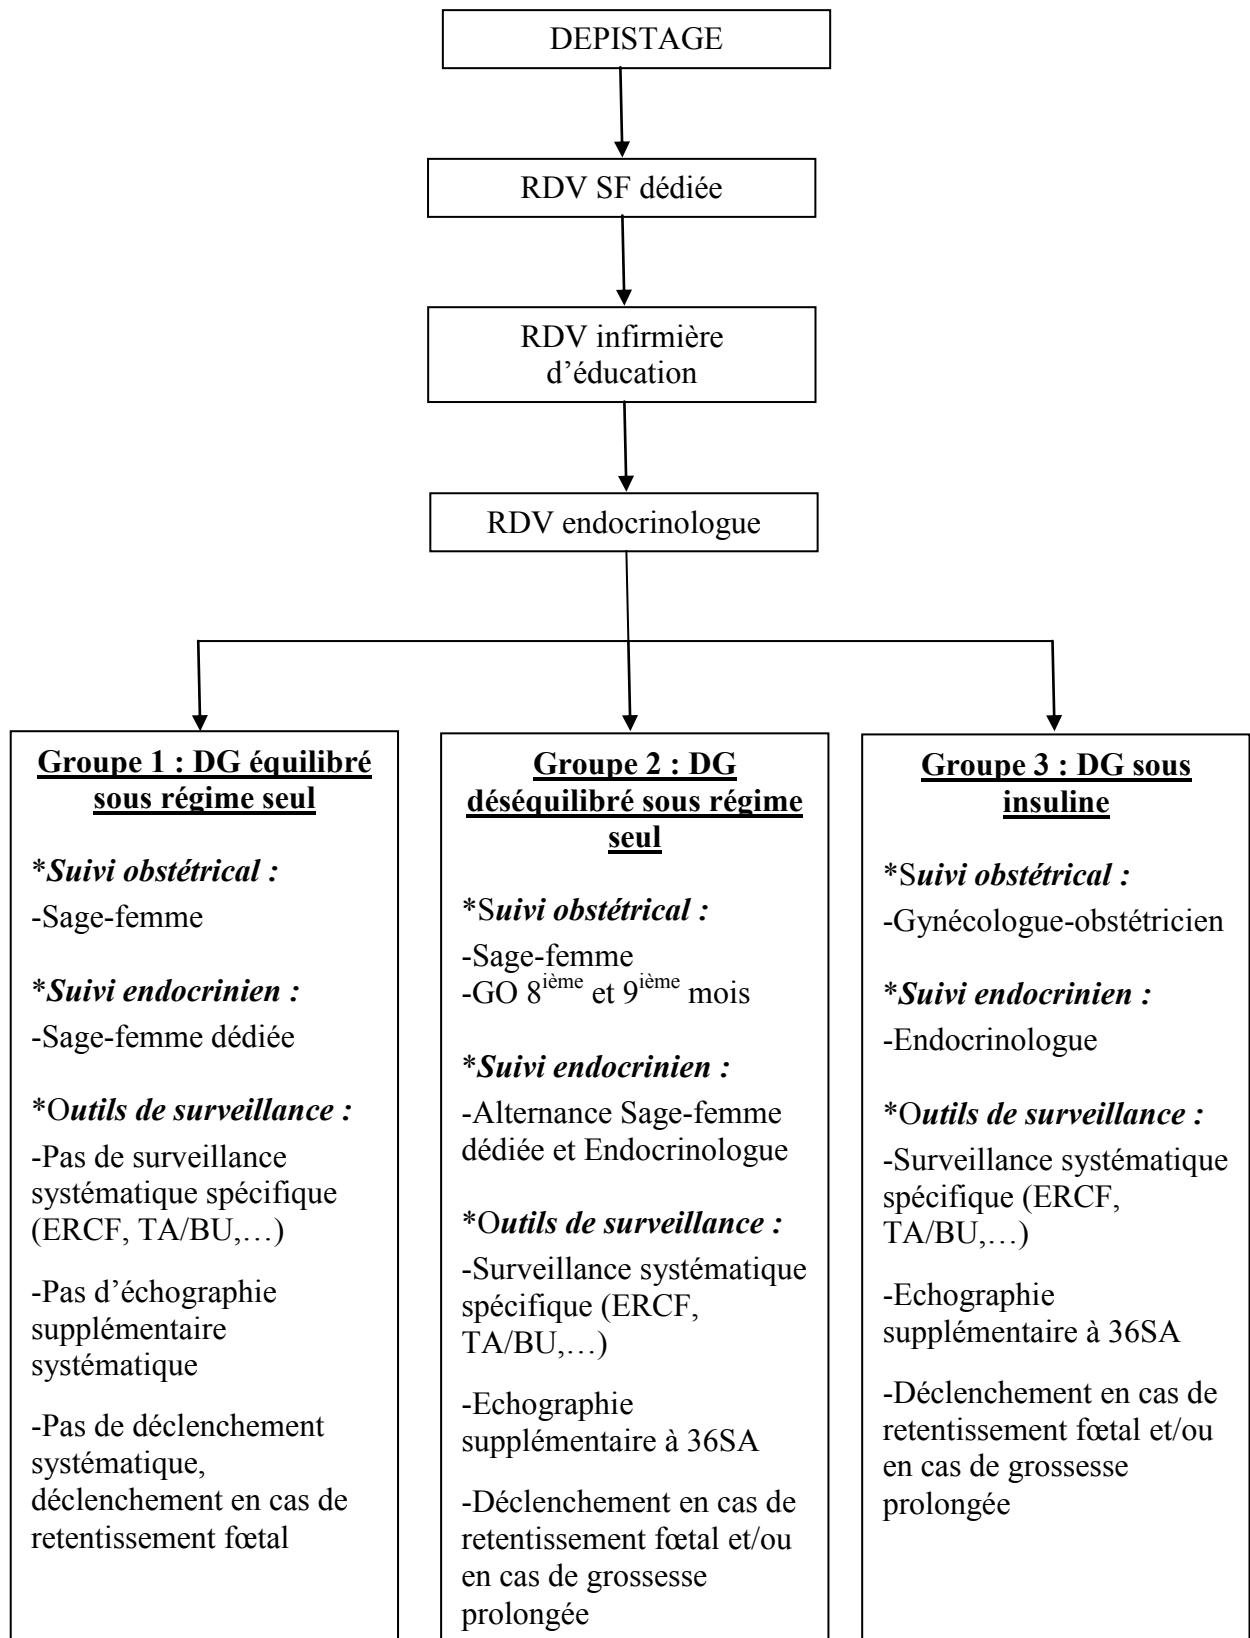 DEPISTAGE
RDV SF dédiée
RDV infirmière
d’éducation
RDV endocrinologue
Groupe 1 : DG équilibré
sous régime seul
*Suivi obstétrical :
-Sage-femme
*Suivi endocrinien :
-Sage-femme dédiée
*Outils de surveillance :
-Pas de surveillance
systématique spécifique
(ERCF, TA/BU,…)
-Pas d’échographie
supplémentaire
systématique
-Pas de déclenchement
systématique,
déclenchement en cas de
retentissement fœtal
Groupe 2 : DG
déséquilibré sous régime
seul
*Suivi obstétrical :
-Sage-femme
-GO 8ième et 9ième mois
*Suivi endocrinien :
-Alternance Sage-femme
dédiée et Endocrinologue
*Outils de surveillance :
-Surveillance systématique
spécifique (ERCF,
TA/BU,…)
-Echographie
supplémentaire à 36SA
-Déclenchement en cas de
retentissement fœtal et/ou
en cas de grossesse
prolongée
Groupe 3 : DG sous
insuline
*Suivi obstétrical :
-Gynécologue-obstétricien
*Suivi endocrinien :
-Endocrinologue
*Outils de surveillance :
-Surveillance systématique
spécifique (ERCF,
TA/BU,…)
-Echographie
supplémentaire à 36SA
-Déclenchement en cas de
retentissement fœtal et/ou
en cas de grossesse
prolongée